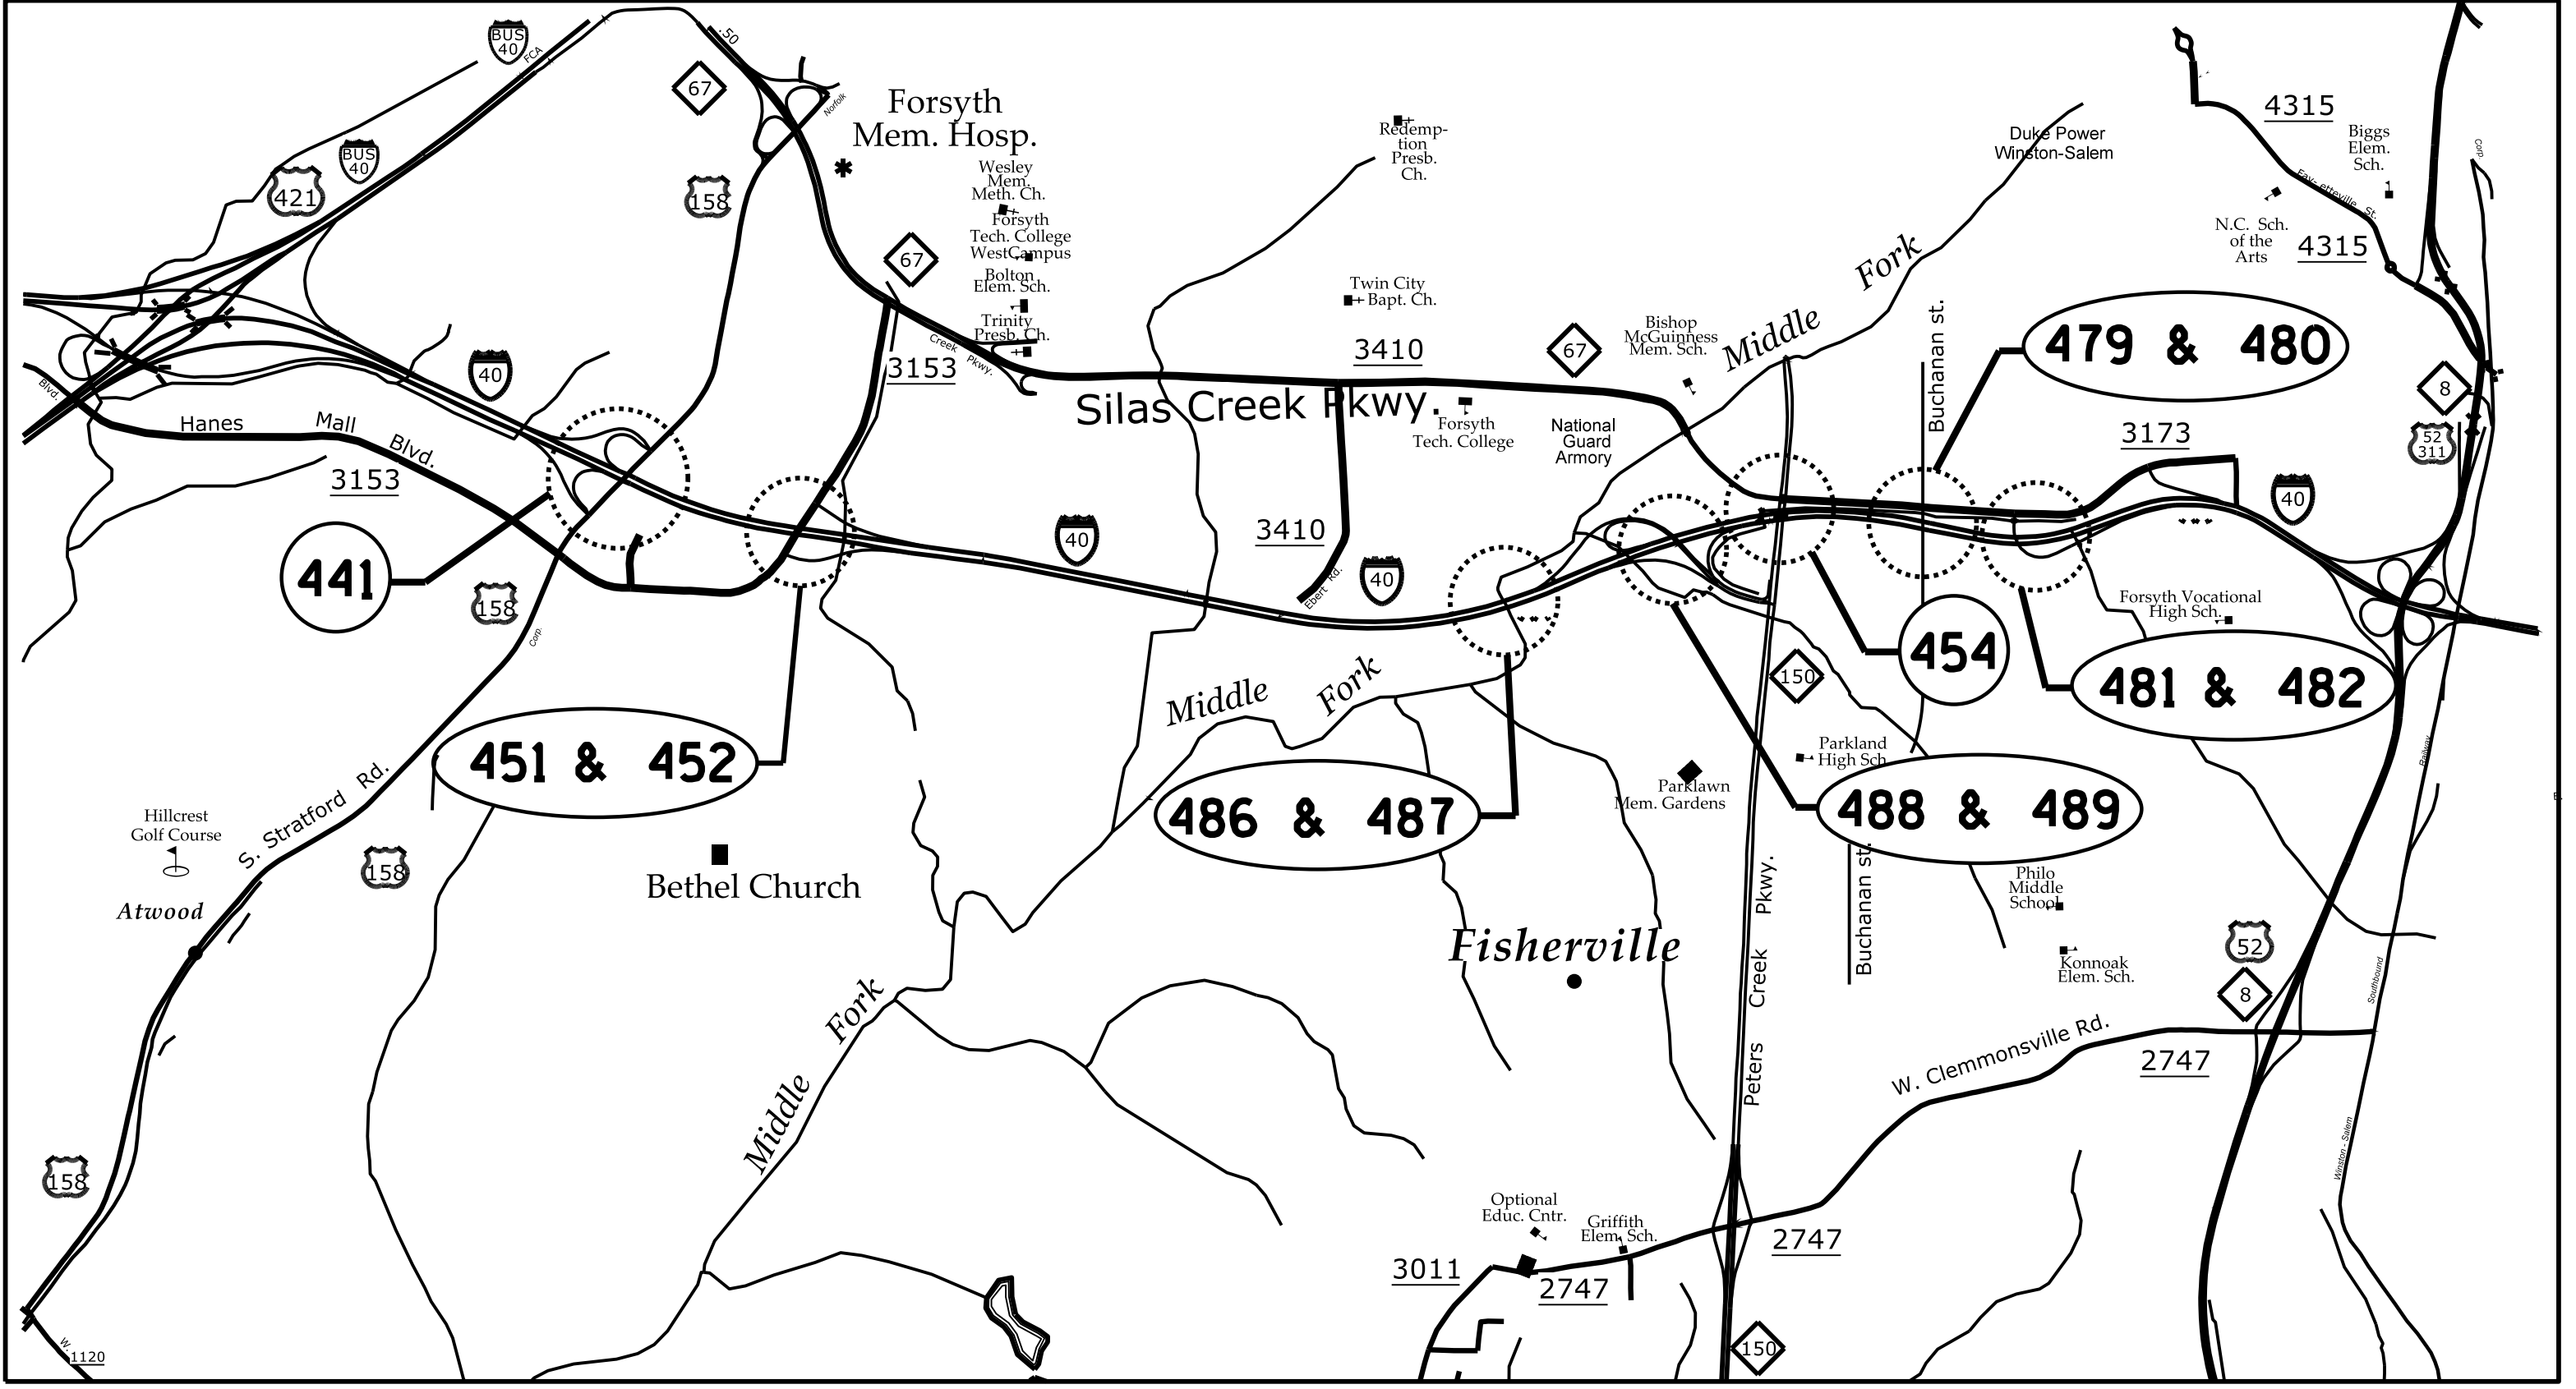 BUS
40
FCA
.50
67
Norfolk
Forsyth
Mem. Hosp.
Wesley
Mem.
Meth. Ch.
Forsyth
Tech. College
WestCampus
Bolton
Elem. Sch.
Trinity
Presb. Ch.
Redemp-
tion
Presb.
Ch.
Duke Power
Winston-Salem
4315
Biggs
Elem.
Sch.
Corp.
BUS
40
421
158
67
Fay- etteville St.
N.C. Sch.
of the
Arts
4315
Twin City
Bapt. Ch.
Middle Fork
Buchanan st.
479 & 480
Bishop
McGuinness
Mem. Sch.
67
3410
Creek Pkwy.
3153
40
Blvd.
Hanes Mall Blvd.
3153
Silas Creek Pkwy.
Forsyth
Tech. College
National
Guard
Armory
3173
8
52
311
40
441
158
Corp.
40
3410
Ebert Rd.
40
Forsyth Vocational
High Sch.
454
150
481 & 482
Middle Fork
451 & 452
486 & 487
488 & 489
Parkland
High Sch.
Parklawn
Mem. Gardens
Railway
Hillcrest
Golf Course
S. Stratford Rd.
158
Atwood
Bethel Church
Fisherville
Peters Creek Pkwy.
Buchanan st.
Philo
Middle
School
Konnoak
Elem. Sch.
52
8
Southbound
Middle Fork
W. Clemmonsville Rd.
2747
Winston - Salem
158
Optional
Educ. Cntr.
Griffith
Elem. Sch.
2747
3011
2747
150
W.
1120